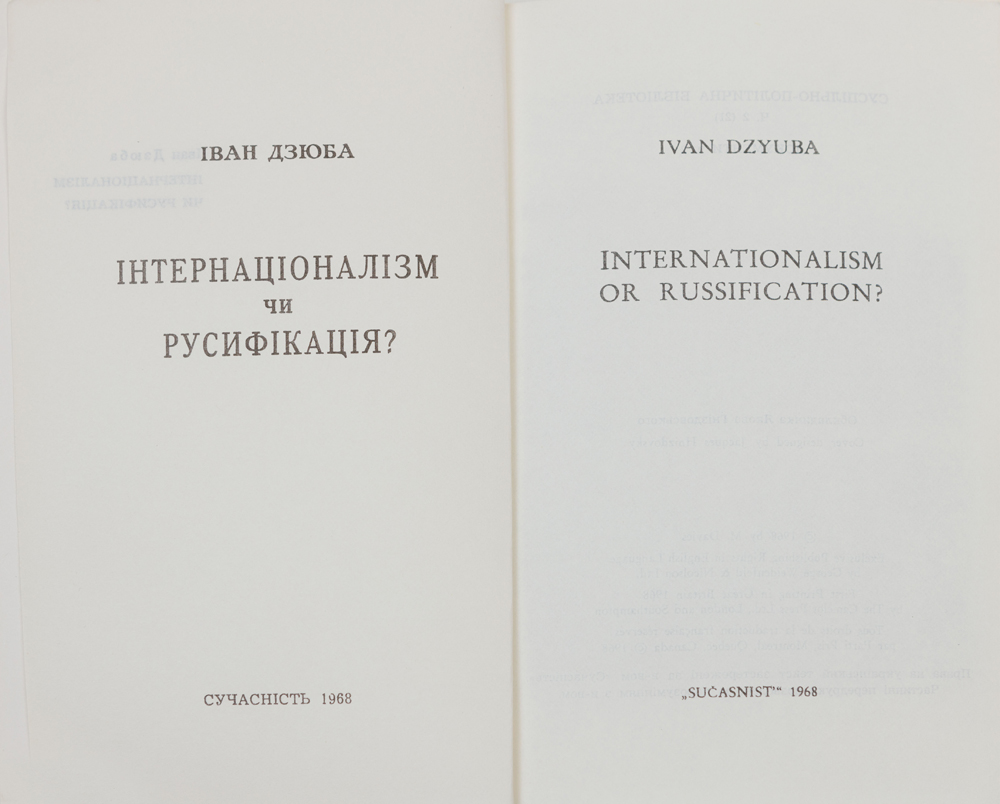 ІВАН ДЗЮБА
ІНТЕРНАЦІОНАЛІЗМ
ЧИ
РУСИФІКАЦІЯ?
СУЧАСНІСТЬ 1968
IVAN DZYUBA
INTERNATIONALISM
OR RUSSIFICATION?
„SUČASNIST'“ 1968